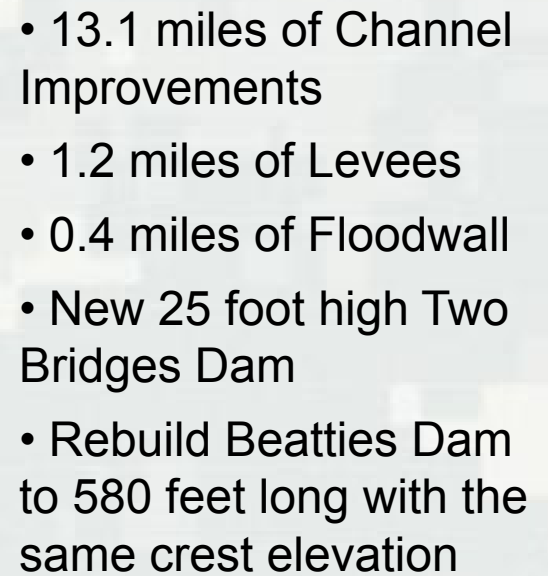 • 13.1 miles of Channel
Improvements
• 1.2 miles of Levees
• 0.4 miles of Floodwall
• New 25 foot high Two
Bridges Dam
• Rebuild Beatties Dam
to 580 feet long with the
same crest elevation